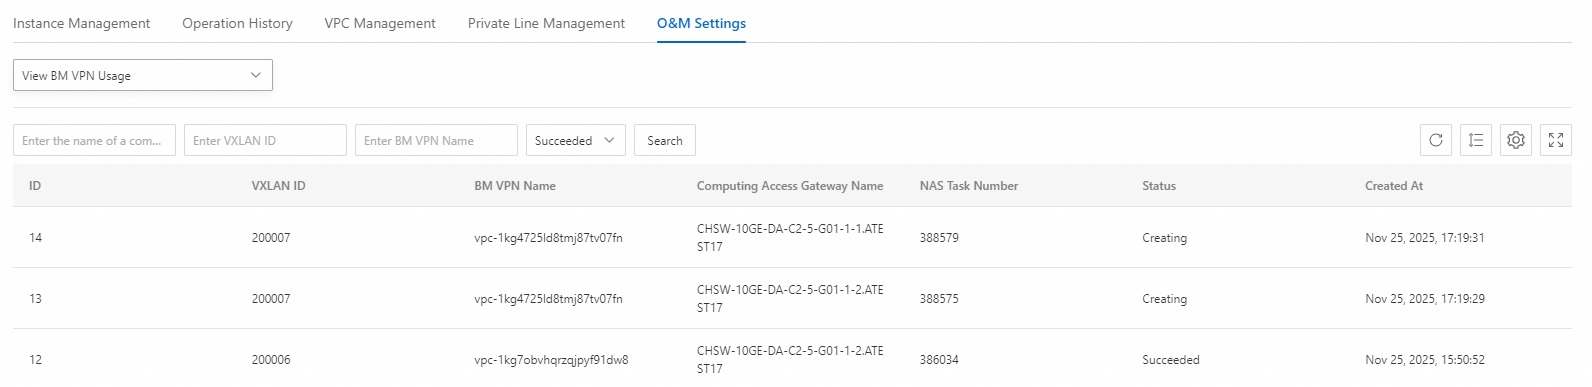 Instance Management Operation History VPC Management Private Line Management O&M Settings
View BM VPN Usage
Enter the name of a com... Enter VXLAN ID Enter BM VPN Name Succeeded Search
ID VXLAN ID BM VPN Name Computing Access Gateway Name NAS Task Number Status Created At
14 200007 vpc-1kg4725ld8tmj87tv07fn CHSW-10GE-DA-C2-5-G01-1-1.ATE
ST17 388579 Creating Nov 25, 2025, 17:19:31
13 200007 vpc-1kg4725ld8tmj87tv07fn CHSW-10GE-DA-C2-5-G01-1-2.ATE
ST17 388575 Creating Nov 25, 2025, 17:19:29
12 200006 vpc-1kg7obvhqrzqjpyf91dw8 CHSW-10GE-DA-C2-5-G01-1-2.ATE
ST17 386034 Succeeded Nov 25, 2025, 15:50:52